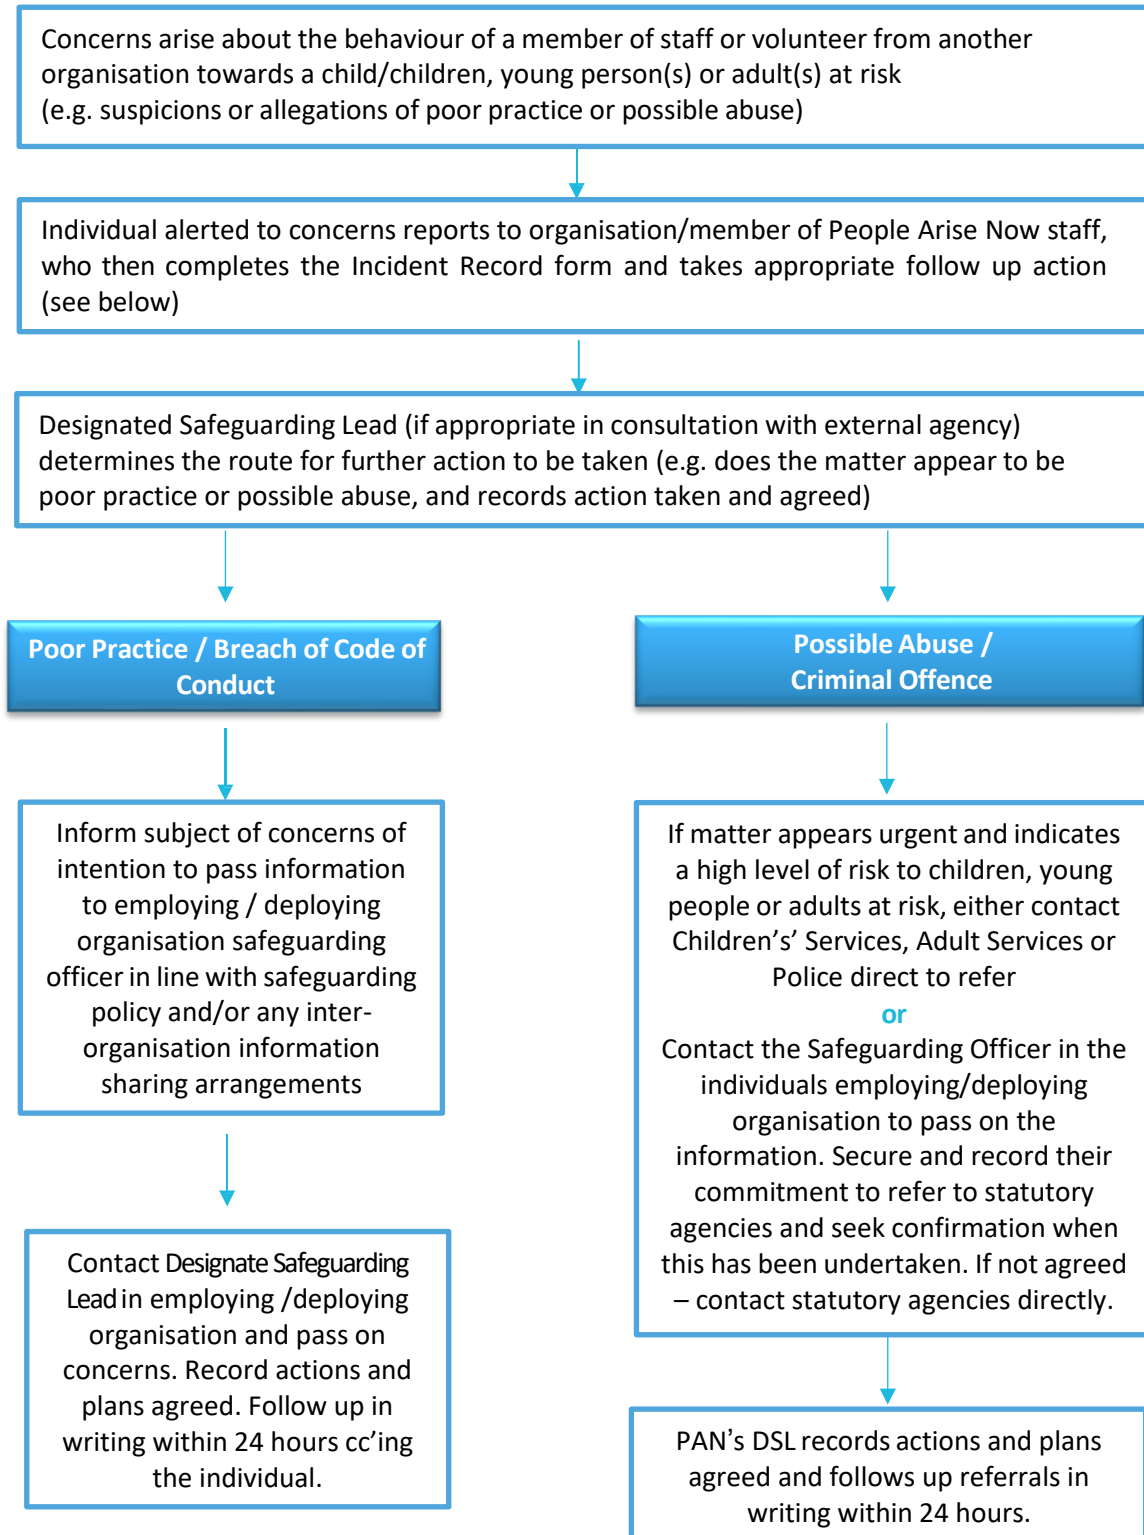 Concerns arise about the behaviour of a member of staff or volunteer from another
organisation towards a child/children, young person(s) or adult(s) at risk
(e.g. suspicions or allegations of poor practice or possible abuse)
Individual alerted to concerns reports to organisation/member of People Arise Now staff,
who then completes the Incident Record form and takes appropriate follow up action
(see below)
Designated Safeguarding Lead (if appropriate in consultation with external agency)
determines the route for further action to be taken (e.g. does the matter appear to be
poor practice or possible abuse, and records action taken and agreed)
Poor Practice / Breach of Code of
Conduct
Inform subject of concerns of
intention to pass information
to employing / deploying
organisation safeguarding
officer in line with safeguarding
policy and/or any inter-
organisation information
sharing arrangements
Contact Designate Safeguarding
Lead in employing /deploying
organisation and pass on
concerns. Record actions and
plans agreed. Follow up in
writing within 24 hours cc'ing
the individual.
Possible Abuse /
Criminal Offence
If matter appears urgent and indicates
a high level of risk to children, young
people or adults at risk, either contact
Children's' Services, Adult Services or
Police direct to refer
or
Contact the Safeguarding Officer in the
individuals employing/deploying
organisation to pass on the
information. Secure and record their
commitment to refer to statutory
agencies and seek confirmation when
this has been undertaken. If not agreed
– contact statutory agencies directly.
PAN's DSL records actions and plans
agreed and follows up referrals in
writing within 24 hours.